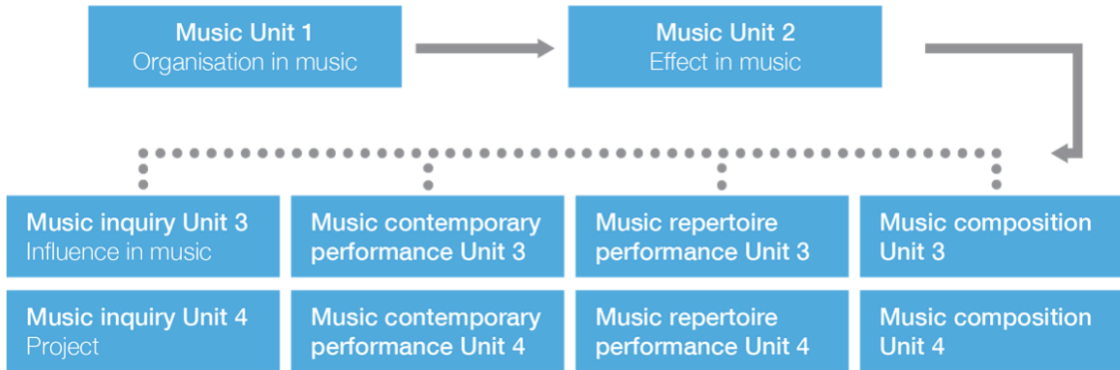 Music Unit 1
Organisation in music
Music Unit 2
Effect in music
Music inquiry Unit 3
Influence in music
Music contemporary
performance Unit 3
Music repertoire
performance Unit 3
Music composition
Unit 3
Music inquiry Unit 4
Project
Music contemporary
performance Unit 4
Music repertoire
performance Unit 4
Music composition
Unit 4